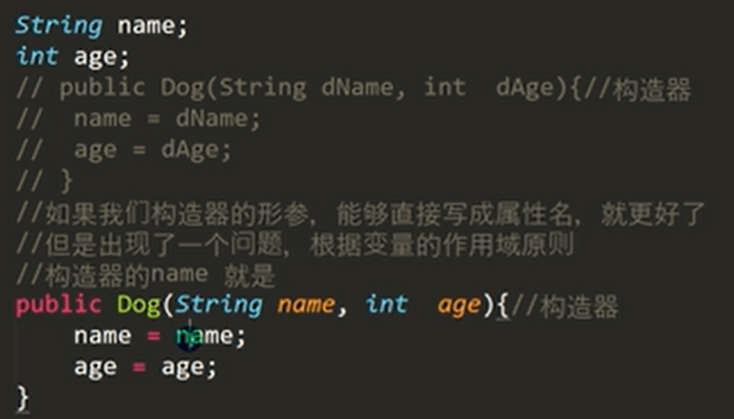 String name;
int age;
// public Dog(String dName, int  dAge){//构造器
//  name = dName;
//  age = dAge;
// }
//如果我们构造器的形参，能够直接写成属性名，就更好了
//但是出现了一个问题，根据变量的作用域原则
//构造器的name 就是
public Dog(String name, int  age){//构造器
    name = name;
    age = age;
}